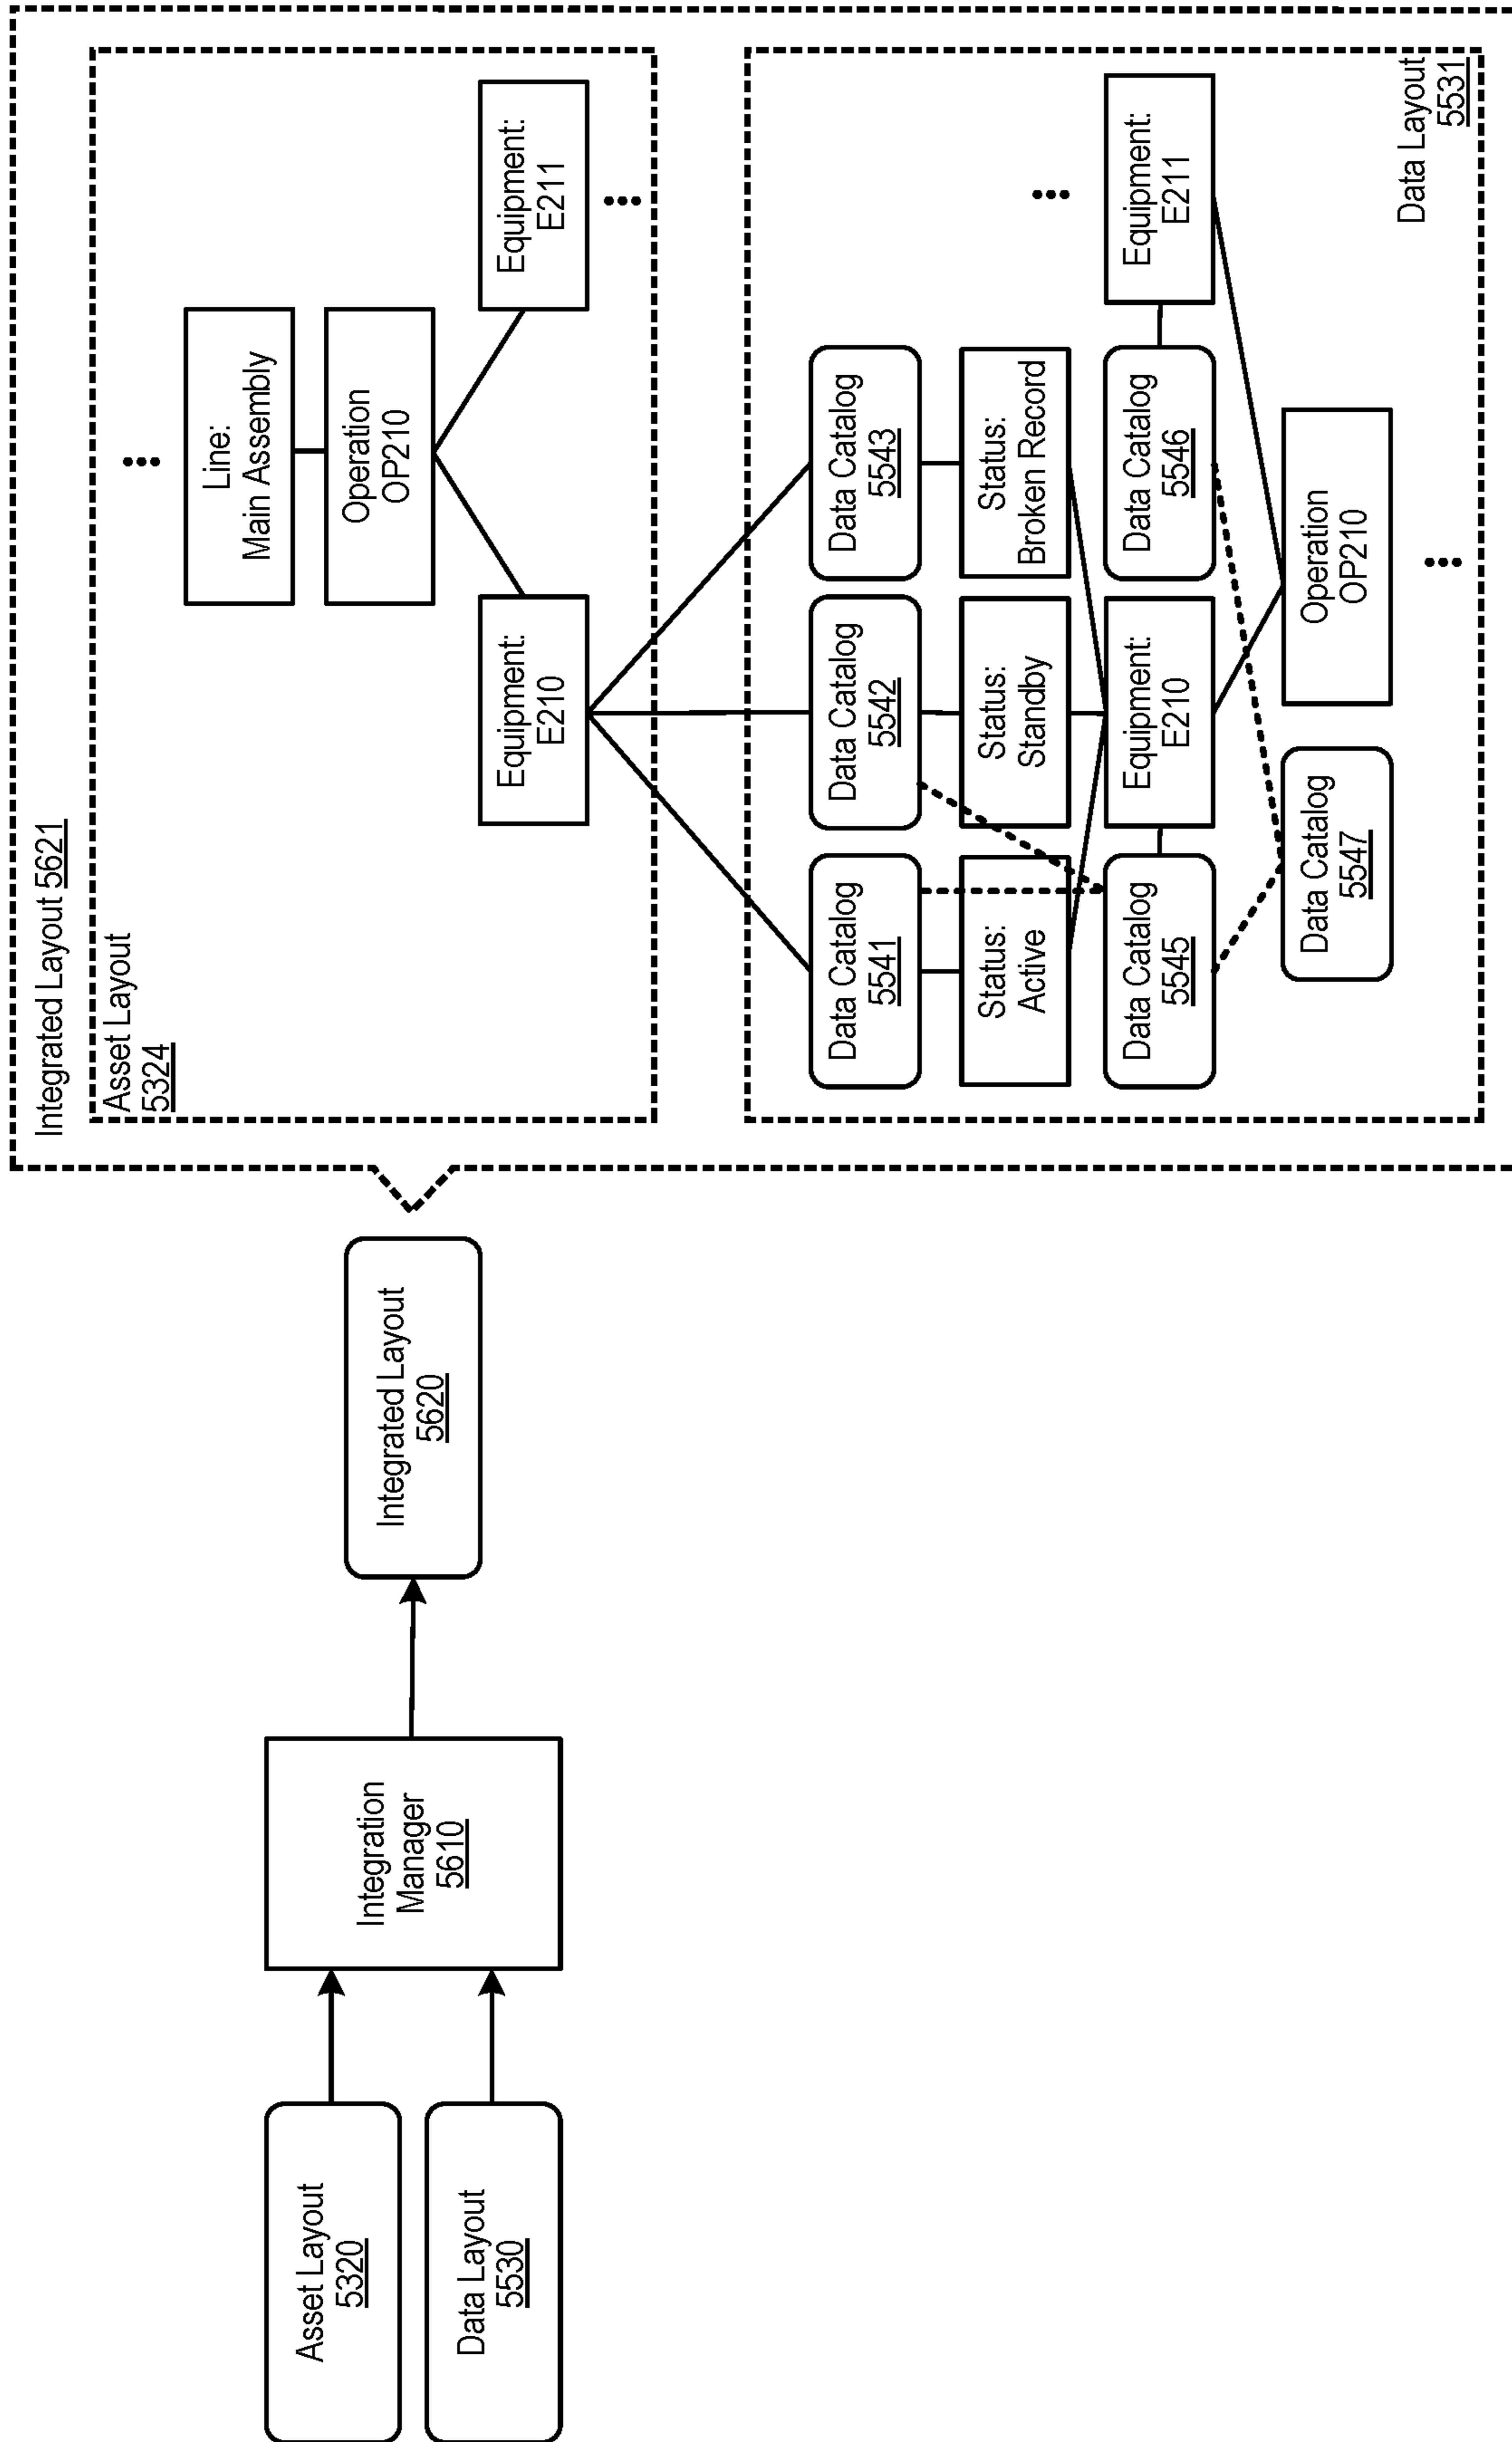 Asset Layout
5320
Data Layout
5530
Integration
Manager
5610
Integrated Layout
5620
Integrated Layout 5621
Asset Layout
5324
•••
Line:
Main Assembly
Operation
OP210
Equipment:
E210
Equipment:
E211
•••
Data Catalog
5541
Data Catalog
5542
Data Catalog
5543
•••
Status:
Active
Status:
Standby
Status:
Broken Record
Data Catalog
5545
Equipment:
E210
Data Catalog
5546
Equipment:
E211
Data Catalog
5547
Operation
OP210
•••
Data Layout
5531